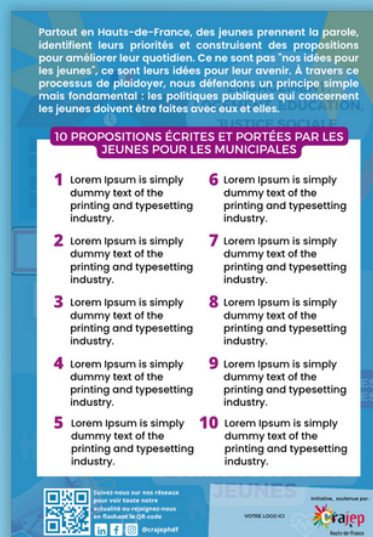 Partout en Hauts-de-France, des jeunes prennent la parole,
identifient leurs priorités et construisent des propositions
pour améliorer leur quotidien. Ce ne sont pas "nos idées pour
les jeunes", ce sont leurs idées pour leur avenir. À travers ce
processus de plaidoyer, nous défendons un principe simple
mais fondamental : les politiques publiques qui concernent
les jeunes doivent être faites avec eux et elles.
EDUCATION,
JUSTICE SOCIALE
10 PROPOSITIONS ÉCRITES ET PORTÉES PAR LES
JEUNES POUR LES MUNICIPALES
1 Lorem Ipsum is simply
dummy text of the
printing and typesetting
industry.
2 Lorem Ipsum is simply
dummy text of the
printing and typesetting
industry.
3 Lorem Ipsum is simply
dummy text of the
printing and typesetting
industry.
4 Lorem Ipsum is simply
dummy text of the
printing and typesetting
industry.
5 Lorem Ipsum is simply
dummy text of the
printing and typesetting
industry.
6 Lorem Ipsum is simply
dummy text of the
printing and typesetting
industry.
7 Lorem Ipsum is simply
dummy text of the
printing and typesetting
industry.
8 Lorem Ipsum is simply
dummy text of the
printing and typesetting
industry.
9 Lorem Ipsum is simply
dummy text of the
printing and typesetting
industry.
10 Lorem Ipsum is simply
dummy text of the
printing and typesetting
industry.
JEUNES
Suivez-nous sur nos réseaux
pour voir toute notre
actualité ou rejoignez-nous
en flashant le QR-code
in f @crajephdf
VOTRE LOGO ICI
Initiative, soutenue par :
Crajep
Hauts-de-France